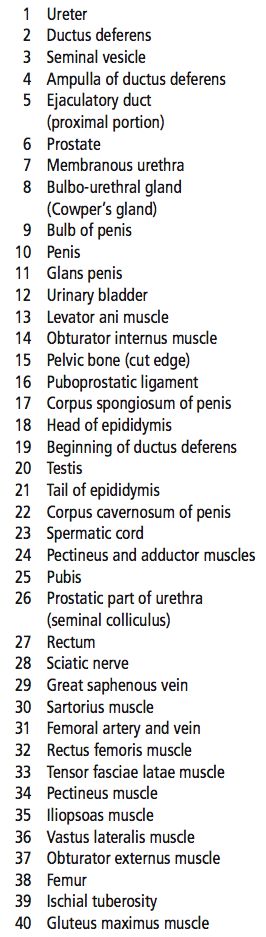 1 Ureter
2 Ductus deferens
3 Seminal vesicle
4 Ampulla of ductus deferens
5 Ejaculatory duct
(proximal portion)
6 Prostate
7 Membranous urethra
8 Bulbo-urethral gland
(Cowper's gland)
9 Bulb of penis
10 Penis
11 Glans penis
12 Urinary bladder
13 Levator ani muscle
14 Obturator internus muscle
15 Pelvic bone (cut edge)
16 Puboprostatic ligament
17 Corpus spongiosum of penis
18 Head of epididymis
19 Beginning of ductus deferens
20 Testis
21 Tail of epididymis
22 Corpus cavernosum of penis
23 Spermatic cord
24 Pectineus and adductor muscles
25 Pubis
26 Prostatic part of urethra
(seminal colliculus)
27 Rectum
28 Sciatic nerve
29 Great saphenous vein
30 Sartorius muscle
31 Femoral artery and vein
32 Rectus femoris muscle
33 Tensor fasciae latae muscle
34 Pectineus muscle
35 Iliopsoas muscle
36 Vastus lateralis muscle
37 Obturator externus muscle
38 Femur
39 Ischial tuberosity
40 Gluteus maximus muscle